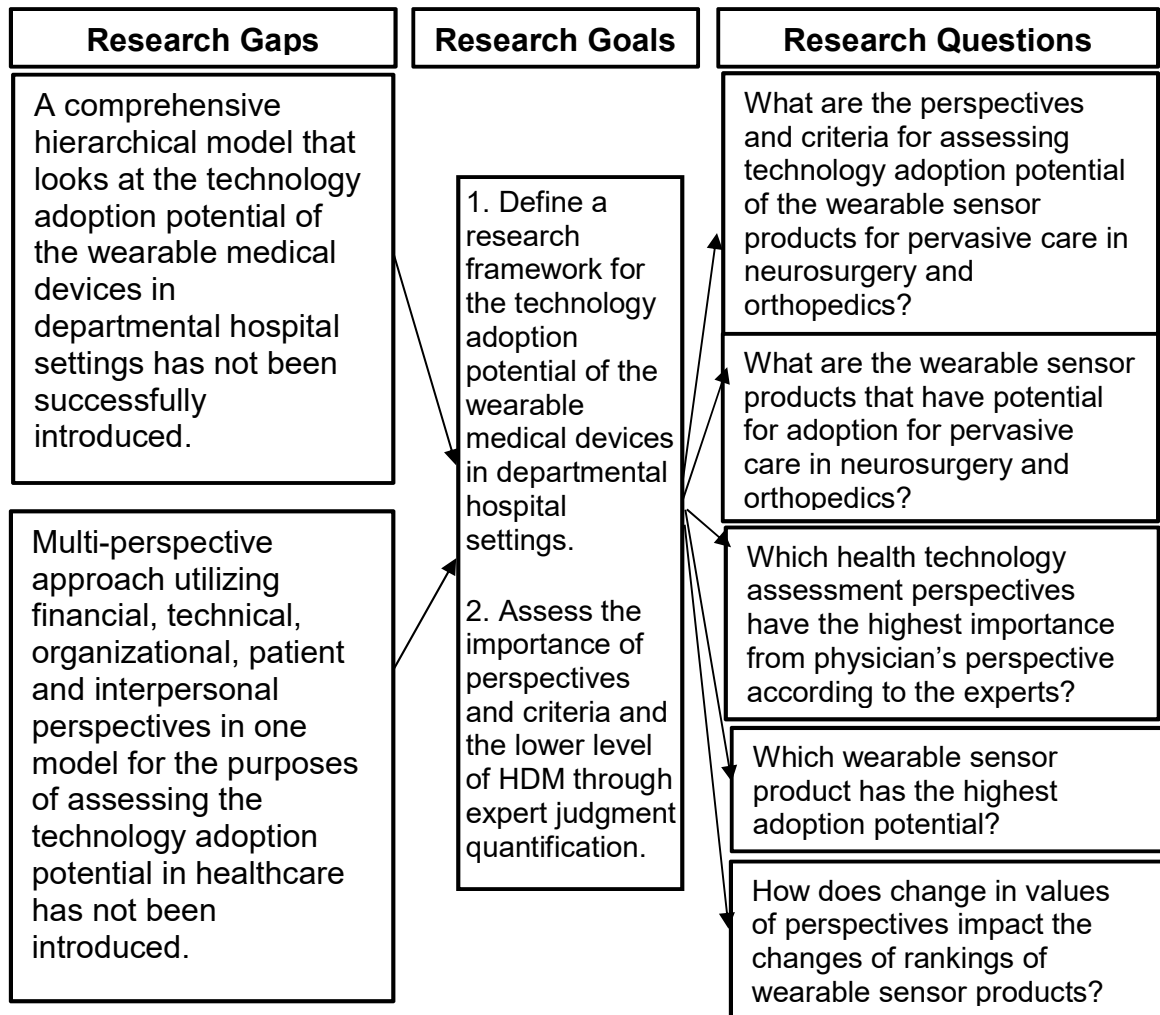 Research Gaps
Research Goals
Research Questions
A comprehensive
hierarchical model that
looks at the technology
adoption potential of
the wearable medical
devices in
departmental hospital
settings has not been
successfully
introduced.
Multi-perspective
approach utilizing
financial, technical,
organizational, patient
and interpersonal
perspectives in one
model for the purposes
of assessing the
technology adoption
potential in healthcare
has not been
introduced.
1. Define a
research
framework for
the technology
adoption
potential of the
wearable
medical devices
in departmental
hospital
settings.
2. Assess the
importance of
perspectives
and criteria and
the lower level
of HDM through
expert judgment
quantification.
What are the perspectives
and criteria for assessing
technology adoption potential
of the wearable sensor
products for pervasive care in
neurosurgery and
orthopedics?
What are the wearable sensor
products that have potential
for adoption for pervasive
care in neurosurgery and
orthopedics?
Which health technology
assessment perspectives
have the highest importance
from physician’s perspective
according to the experts?
Which wearable sensor
product has the highest
adoption potential?
How does change in values
of perspectives impact the
changes of rankings of
wearable sensor products?